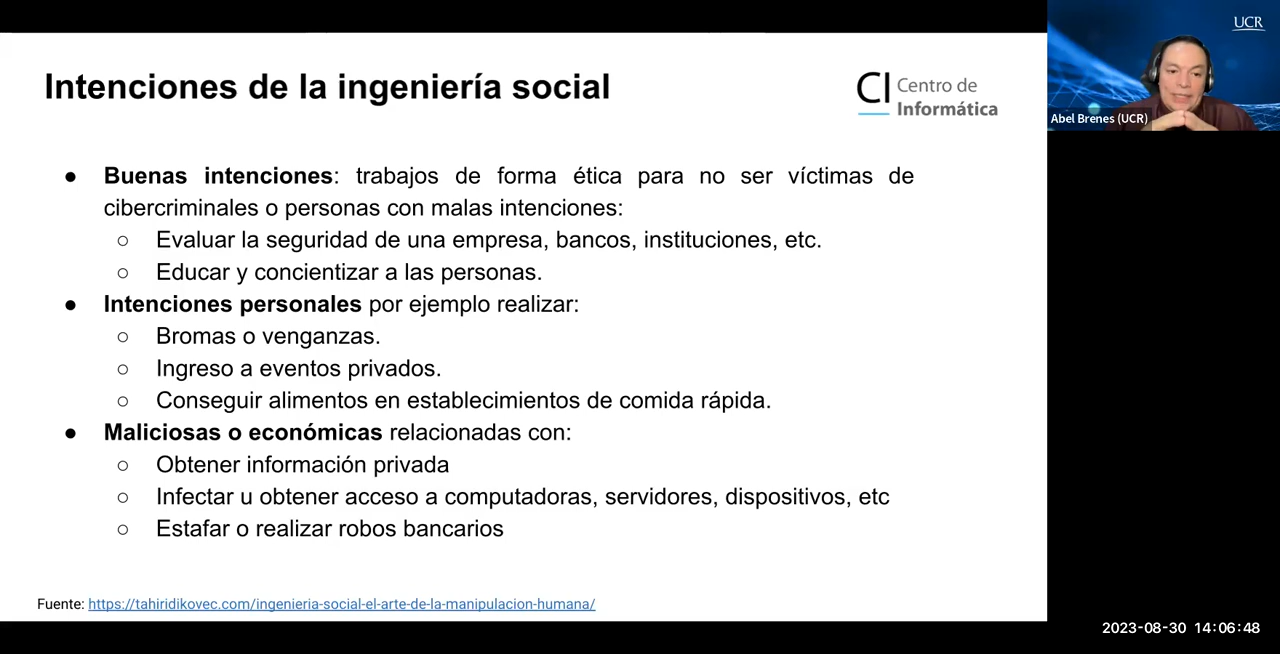 Intenciones de la ingeniería social
CI Centro de
Informática
UCR
Abel Brenes (UCR)
● Buenas intenciones: trabajos de forma ética para no ser víctimas de
cibercriminales o personas con malas intenciones:
○ Evaluar la seguridad de una empresa, bancos, instituciones, etc.
○ Educar y concientizar a las personas.
● Intenciones personales por ejemplo realizar:
○ Bromas o venganzas.
○ Ingreso a eventos privados.
○ Conseguir alimentos en establecimientos de comida rápida.
● Maliciosas o económicas relacionadas con:
○ Obtener información privada
○ Infectar u obtener acceso a computadoras, servidores, dispositivos, etc
○ Estafar o realizar robos bancarios
Fuente: https://tahiridikovec.com/ingenieria-social-el-arte-de-la-manipulacion-humana/
2023-08-30 14:06:48